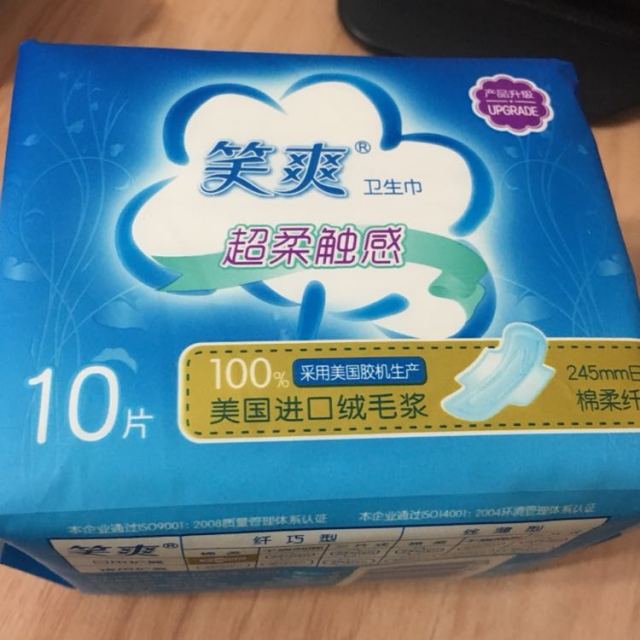 产品升级
UPGRADE
笑爽® 卫生巾
超柔触感
10片
100% 采用美国胶机生产
美国进口绒毛浆
245mm日
棉柔纤
本企业通过ISO9001：2008质量管理体系认证
本企业通过ISO14001：2004环境管理体系认证
笑爽®
纤巧型
丝薄型